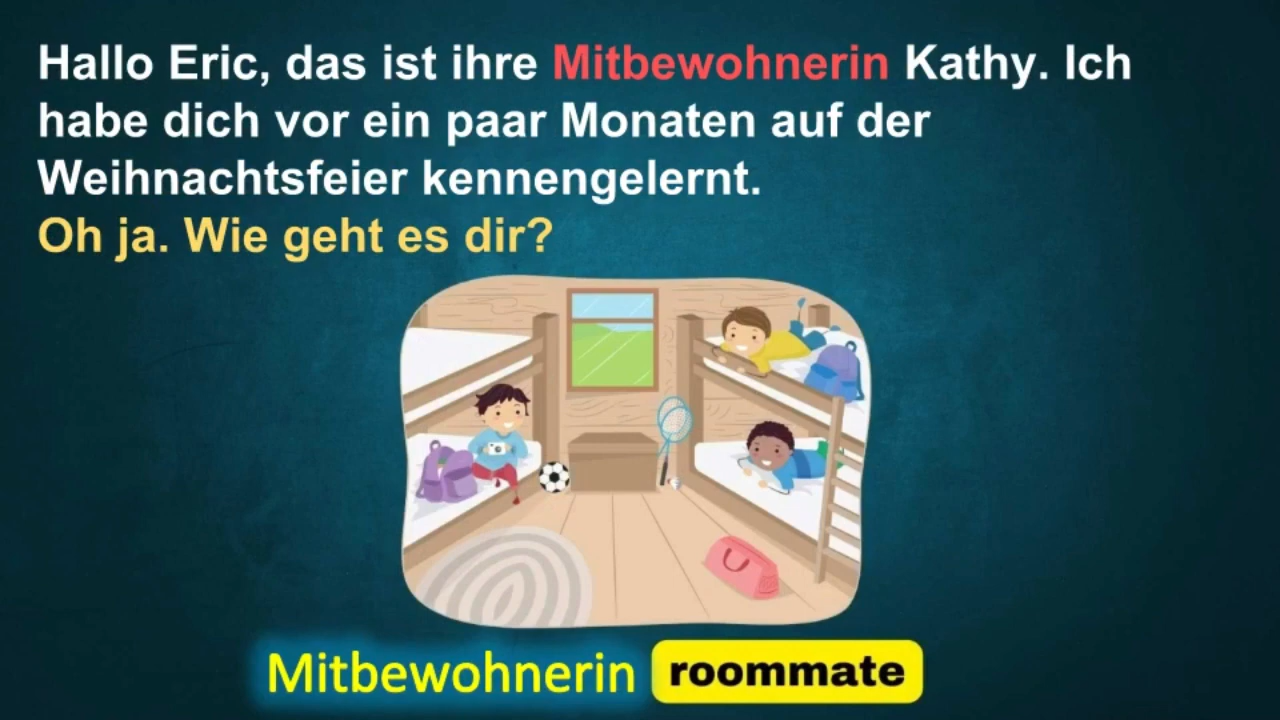 Hallo Eric, das ist ihre Mitbewohnerin Kathy. Ich
habe dich vor ein paar Monaten auf der
Weihnachtsfeier kennengelernt.
Oh ja. Wie geht es dir?
Mitbewohnerin roommate